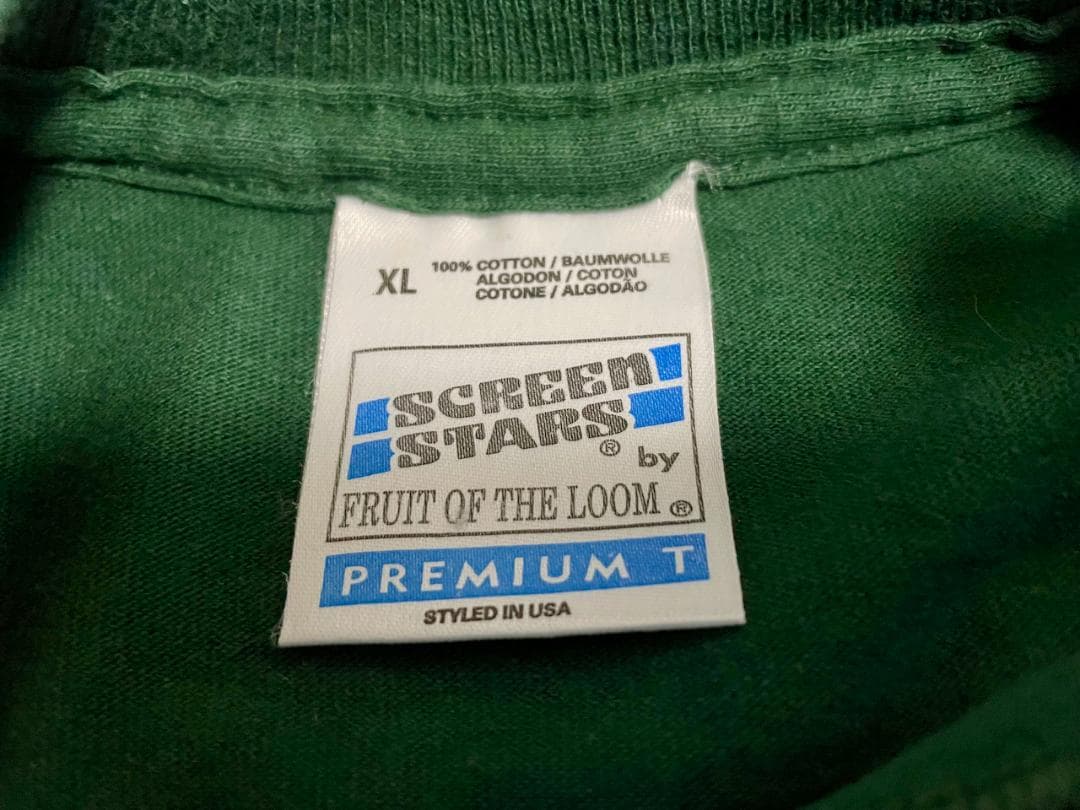 XL
100% COTTON / BAUMWOLLE
ALGODON / COTON
COTONE / ALGODÃO
SCREEN
STARS® by
FRUIT OF THE LOOM ®
PREMIUM T
STYLED IN USA